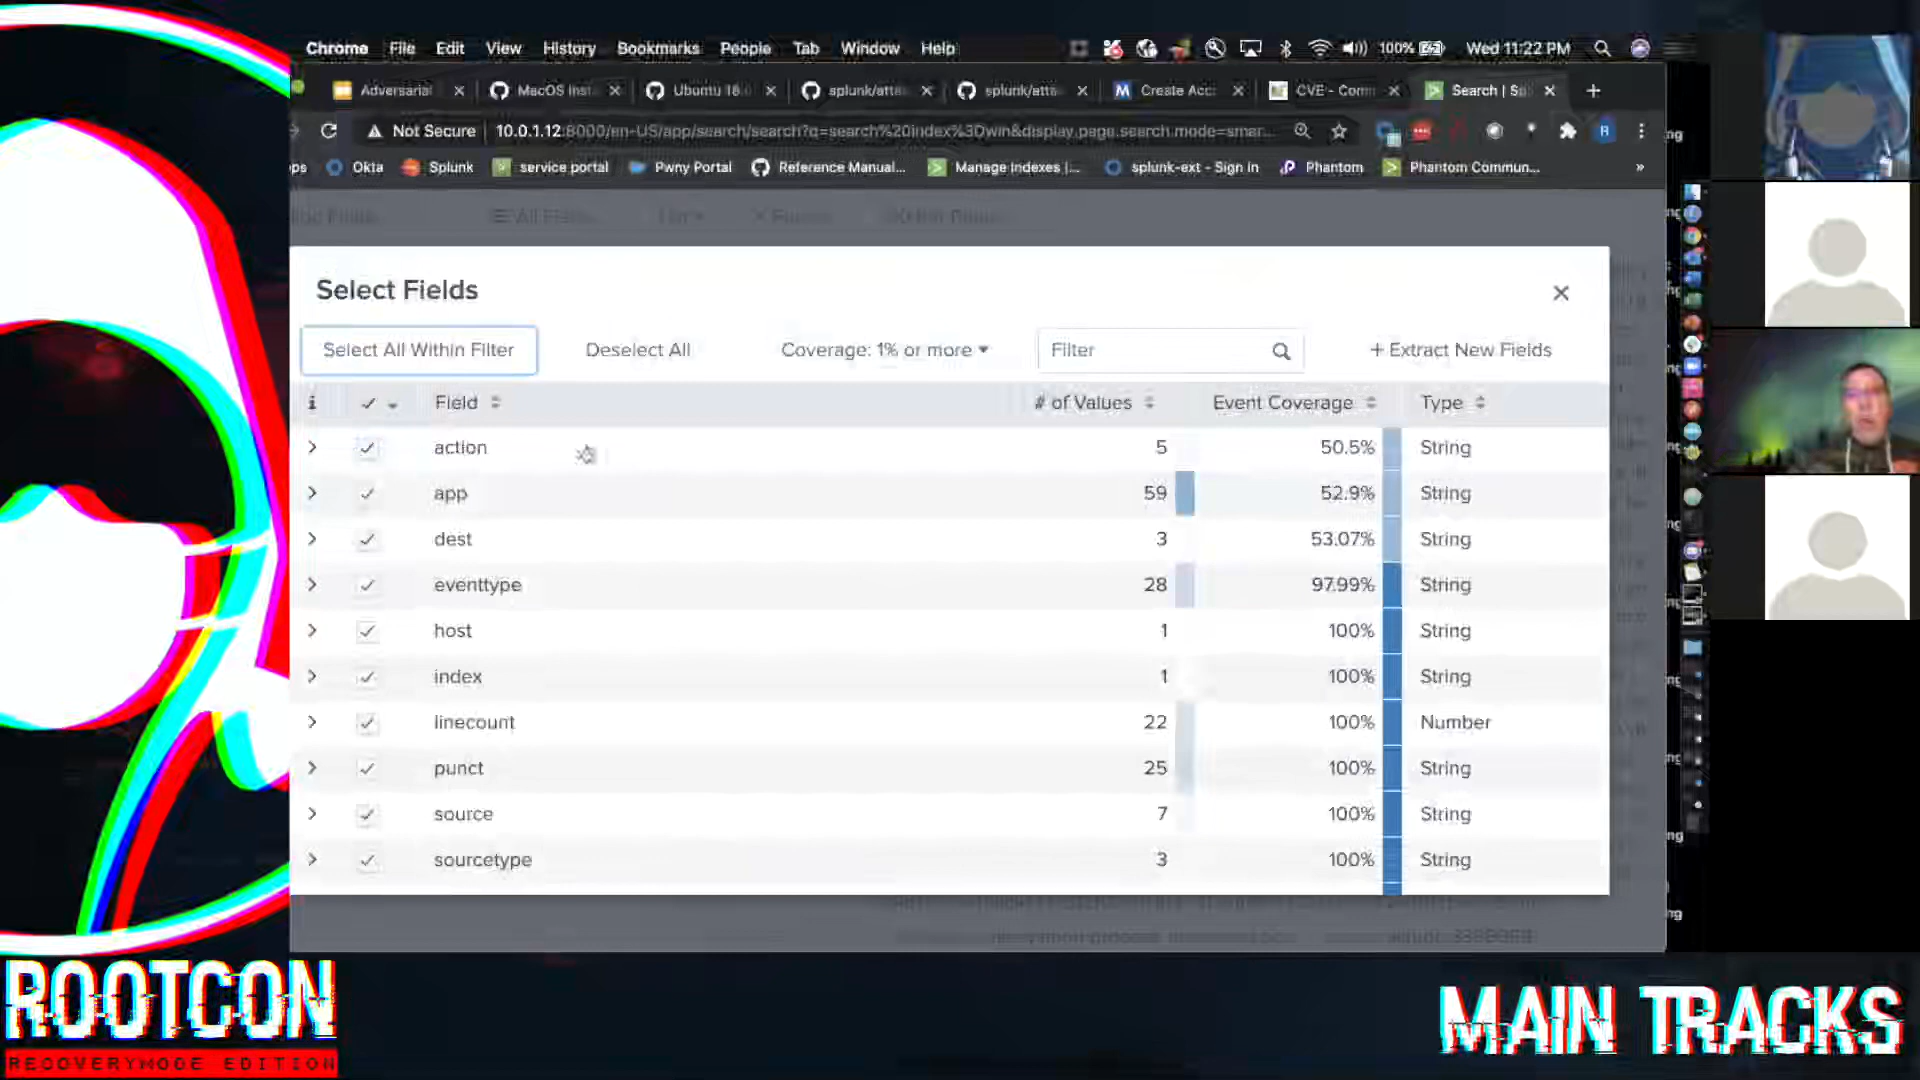 Chrome File Edit View History Bookmarks People Tab Window Help 100% Wed 11:22 PM
Adversarial MacOS Inst Ubuntu 18.0 splunk/atta splunk/atta Create Acc CVE - Com Search | Spl
Not Secure 10.0.1.12:8000/en-US/app/search/search?q=search%20index%3Dwin&display.page.search.mode=smar...
ps Okta Splunk service portal Pwny Portal Reference Manual... Manage Indexes |... splunk-ext - Sign In Phantom Phantom Commun... »
Select Fields
Select All Within Filter Deselect All Coverage: 1% or more Filter + Extract New Fields
i Field # of Values Event Coverage Type
action 5 50.5% String
app 59 52.9% String
dest 3 53.07% String
eventtype 28 97.99% String
host 1 100% String
index 1 100% String
linecount 22 100% Number
punct 25 100% String
source 7 100% String
sourcetype 3 100% String
ROOTCON
RECOVERYMODE EDITION
MAIN TRACKS